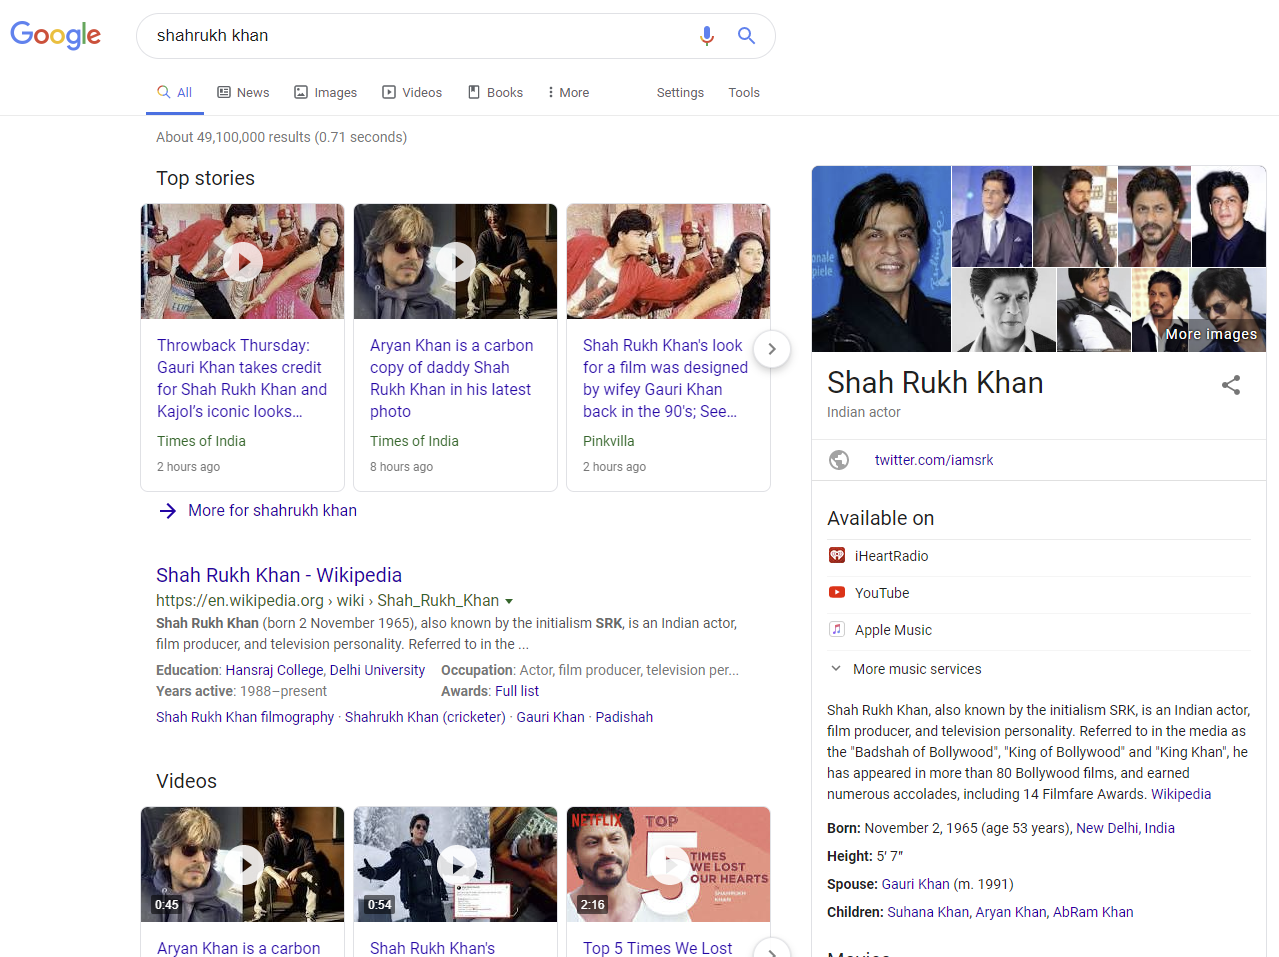 Google
shahrukh khan
All
News
Images
Videos
Books
More
Settings
Tools
About 49,100,000 results (0.71 seconds)
Top stories
Throwback Thursday:
Gauri Khan takes credit
for Shah Rukh Khan and
Kajol's iconic looks...
Times of India
2 hours ago
Aryan Khan is a carbon
copy of daddy Shah
Rukh Khan in his latest
photo
Times of India
8 hours ago
Shah Rukh Khan's look
for a film was designed
by wifey Gauri Khan
back in the 90's; See...
Pinkvilla
2 hours ago
More for shahrukh khan
Shah Rukh Khan - Wikipedia
https://en.wikipedia.org › wiki › Shah_Rukh_Khan
Shah Rukh Khan (born 2 November 1965), also known by the initialism SRK, is an Indian actor,
film producer, and television personality. Referred to in the ...
Education: Hansraj College, Delhi University
Occupation: Actor, film producer, television per...
Years active: 1988–present
Awards: Full list
Shah Rukh Khan filmography · Shahrukh Khan (cricketer) · Gauri Khan · Padishah
Videos
0:45
0:54
NETFLIX
TOP
5
TIMES
WE LOST
OUR HEARTS
SHAHRUKH
KHAN
2:16
Aryan Khan is a carbon
Shah Rukh Khan's
Top 5 Times We Lost
More images
Shah Rukh Khan
Indian actor
twitter.com/iamsrk
Available on
iHeartRadio
YouTube
Apple Music
More music services
Shah Rukh Khan, also known by the initialism SRK, is an Indian actor,
film producer, and television personality. Referred to in the media as
the "Badshah of Bollywood", "King of Bollywood" and "King Khan", he
has appeared in more than 80 Bollywood films, and earned
numerous accolades, including 14 Filmfare Awards. Wikipedia
Born: November 2, 1965 (age 53 years), New Delhi, India
Height: 5′ 7″
Spouse: Gauri Khan (m. 1991)
Children: Suhana Khan, Aryan Khan, AbRam Khan